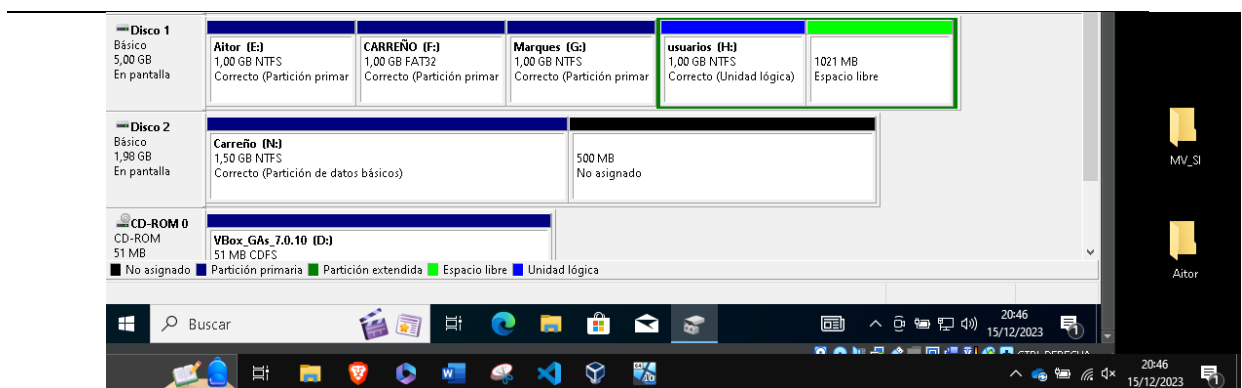 Disco 1
Básico
5,00 GB
En pantalla
Aitor (E:)
1,00 GB NTFS
Correcto (Partición primar
CARREÑO (F:)
1,00 GB FAT32
Correcto (Partición primar
Marques (G:)
1,00 GB NTFS
Correcto (Partición primar
usuarios (H:)
1,00 GB NTFS
Correcto (Unidad lógica)
1021 MB
Espacio libre
Disco 2
Básico
1,98 GB
En pantalla
Carreño (N:)
1,50 GB NTFS
Correcto (Partición de datos básicos)
500 MB
No asignado
MV_SI
CD-ROM 0
CD-ROM
51 MB
VBox_GAs_7.0.10 (D:)
51 MB CDFS
No asignado Partición primaria Partición extendida Espacio libre Unidad lógica
Aitor
Buscar
20:46
15/12/2023
1
CTRL DERECHA
20:46
15/12/2023
1